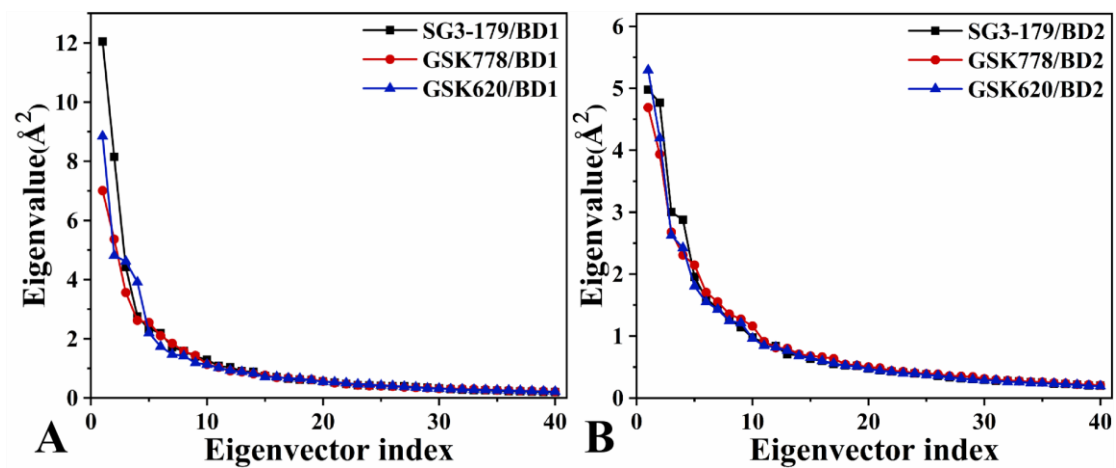 SG3-179/BD1
GSK778/BD1
GSK620/BD1
Eigenvalue(Å²)
12
10
8
6
4
2
0
0 10 20 30 40
A
Eigenvector index
SG3-179/BD2
GSK778/BD2
GSK620/BD2
Eigenvalue(Å²)
6
5
4
3
2
1
0
0 10 20 30 40
B
Eigenvector index